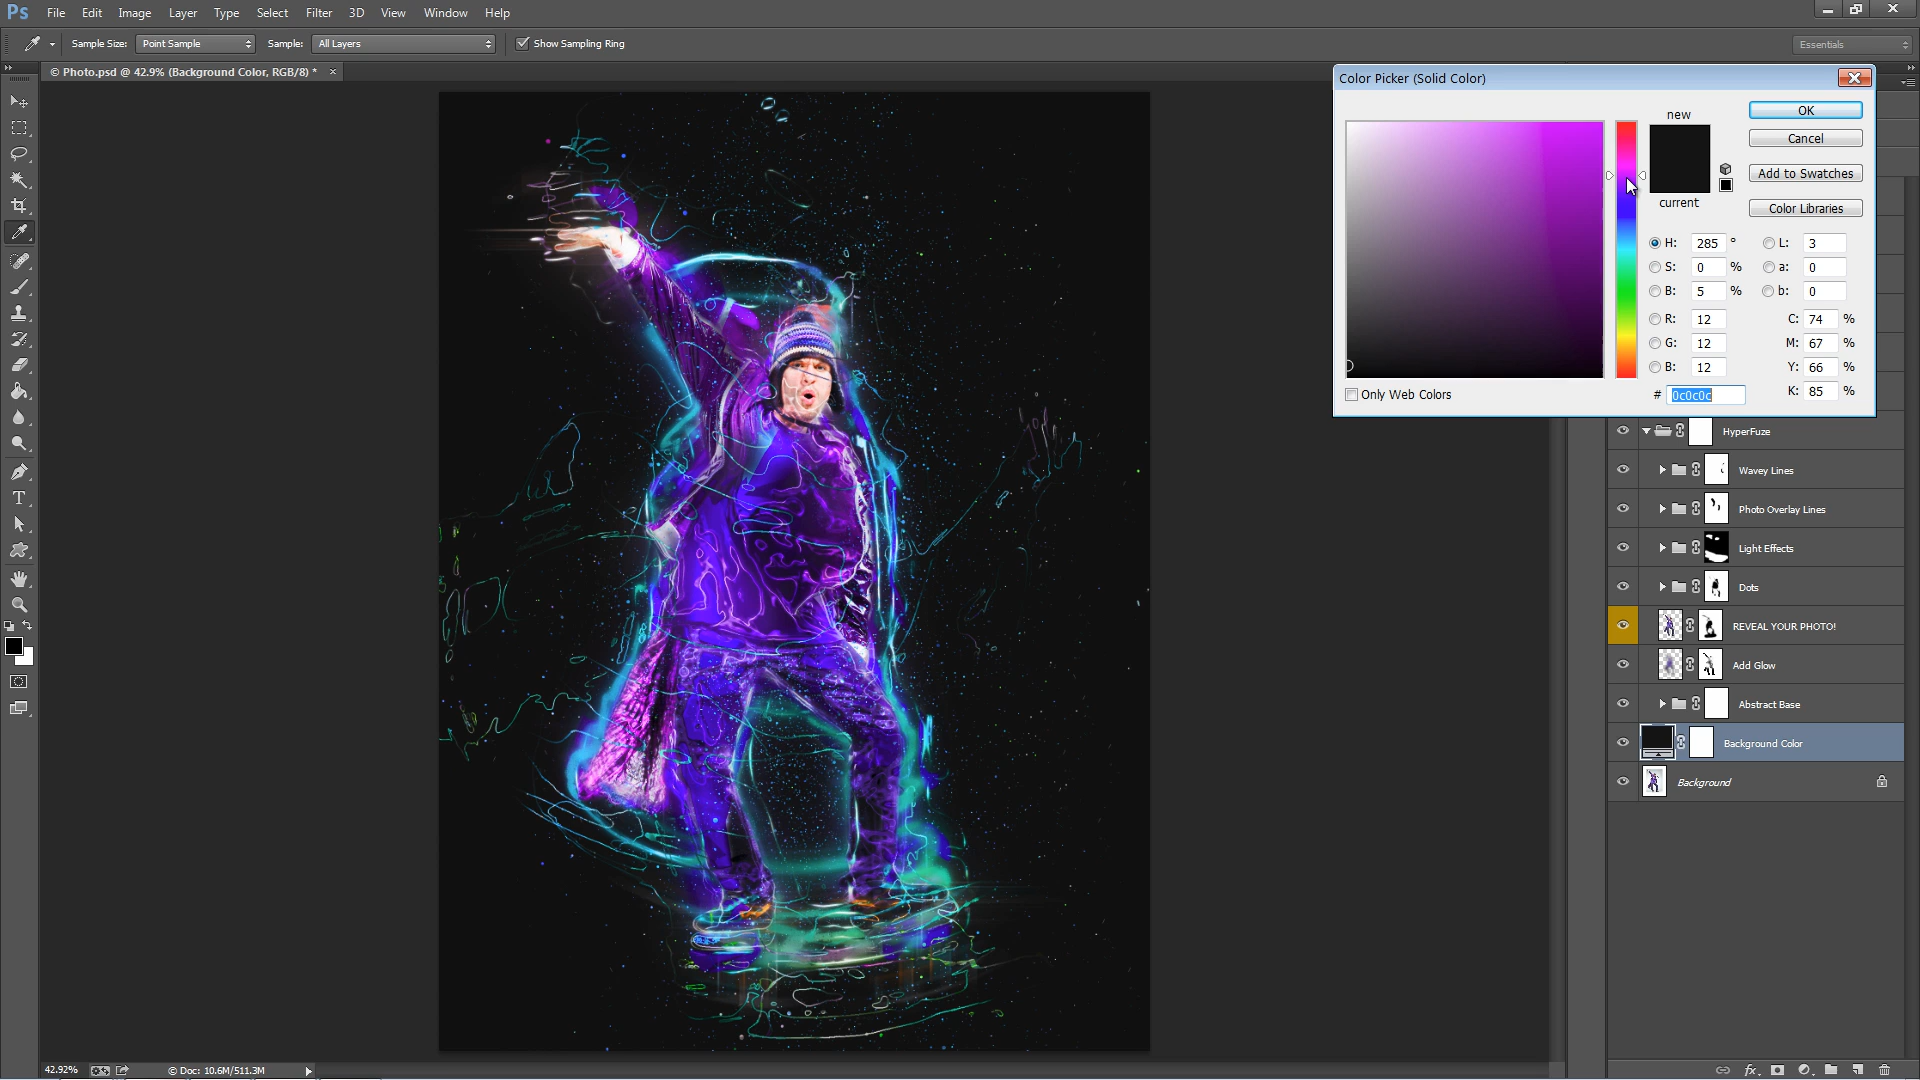 Ps File Edit Image Layer Type Select Filter 3D View Window Help
Sample Size: Point Sample Sample: All Layers Show Sampling Ring Essentials
© Photo.psd @ 42.9% (Background Color, RGB/8) * ×
Color Picker (Solid Color)
new
current
OK
Cancel
Add to Swatches
Color Libraries
H: 285 ° L: 3
S: 0 % a: 0
B: 5 % b: 0
R: 12 C: 74 %
G: 12 M: 67 %
B: 12 Y: 66 %
# 0c0c0c K: 85 %
Only Web Colors
HyperFuze
Wavey Lines
Photo Overlay Lines
Light Effects
Dots
REVEAL YOUR PHOTO!
Add Glow
Abstract Base
Background Color
Background
T
42.92% © Doc: 10.6M/511.3M
fx